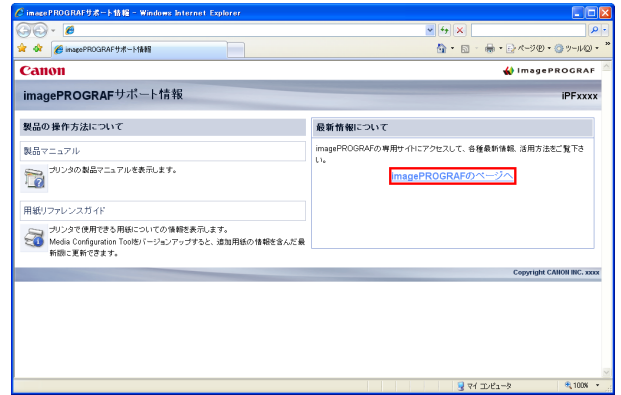 imagePROGRAFサポート情報 - Windows Internet Explorer
imagePROGRAFサポート情報
ページ(P)
ツール(O)
Canon
imagePROGRAF
imagePROGRAFサポート情報
iPFxxxx
製品の操作方法について
製品マニュアル
プリンタの製品マニュアルを表示します。
用紙リファレンスガイド
プリンタで使用できる用紙についての情報を表示します。
Media Configuration Toolをバージョンアップすると、追加用紙の情報を含んだ最
新版に更新できます。
最新情報について
imagePROGRAFの専用サイトにアクセスして、各種最新情報、活用方法をご覧下さ
い。
imagePROGRAFのページへ
Copyright CANON INC. xxxx
マイ コンピュータ
100%